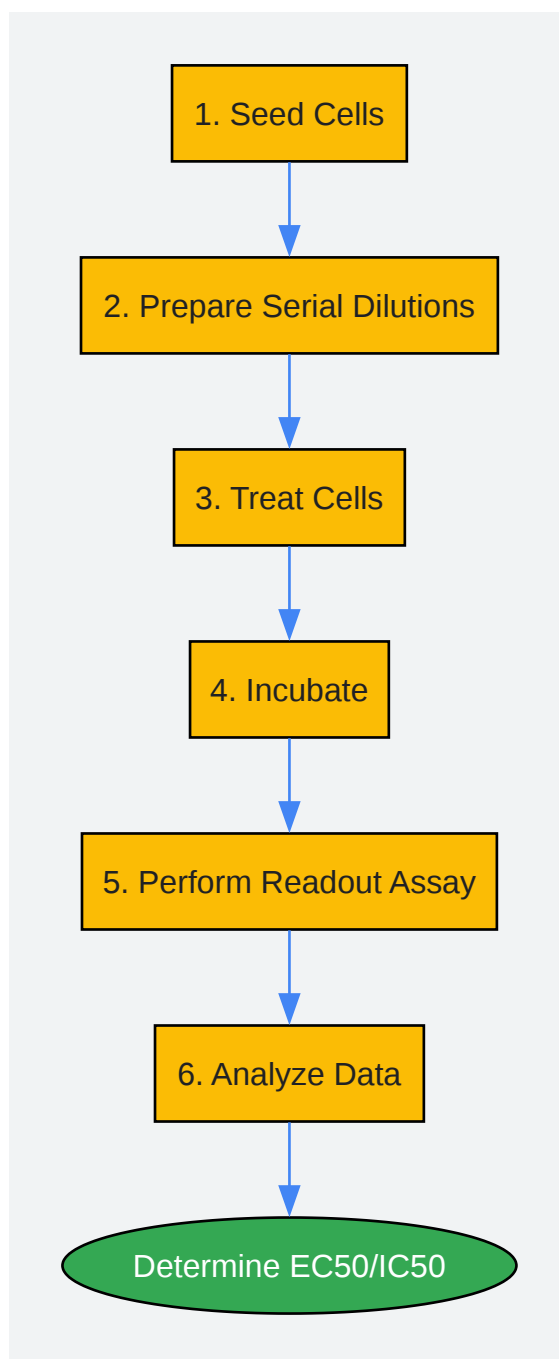 1. Seed Cells
2. Prepare Serial Dilutions
3. Treat Cells
4. Incubate
5. Perform Readout Assay
6. Analyze Data
Determine EC50/IC50